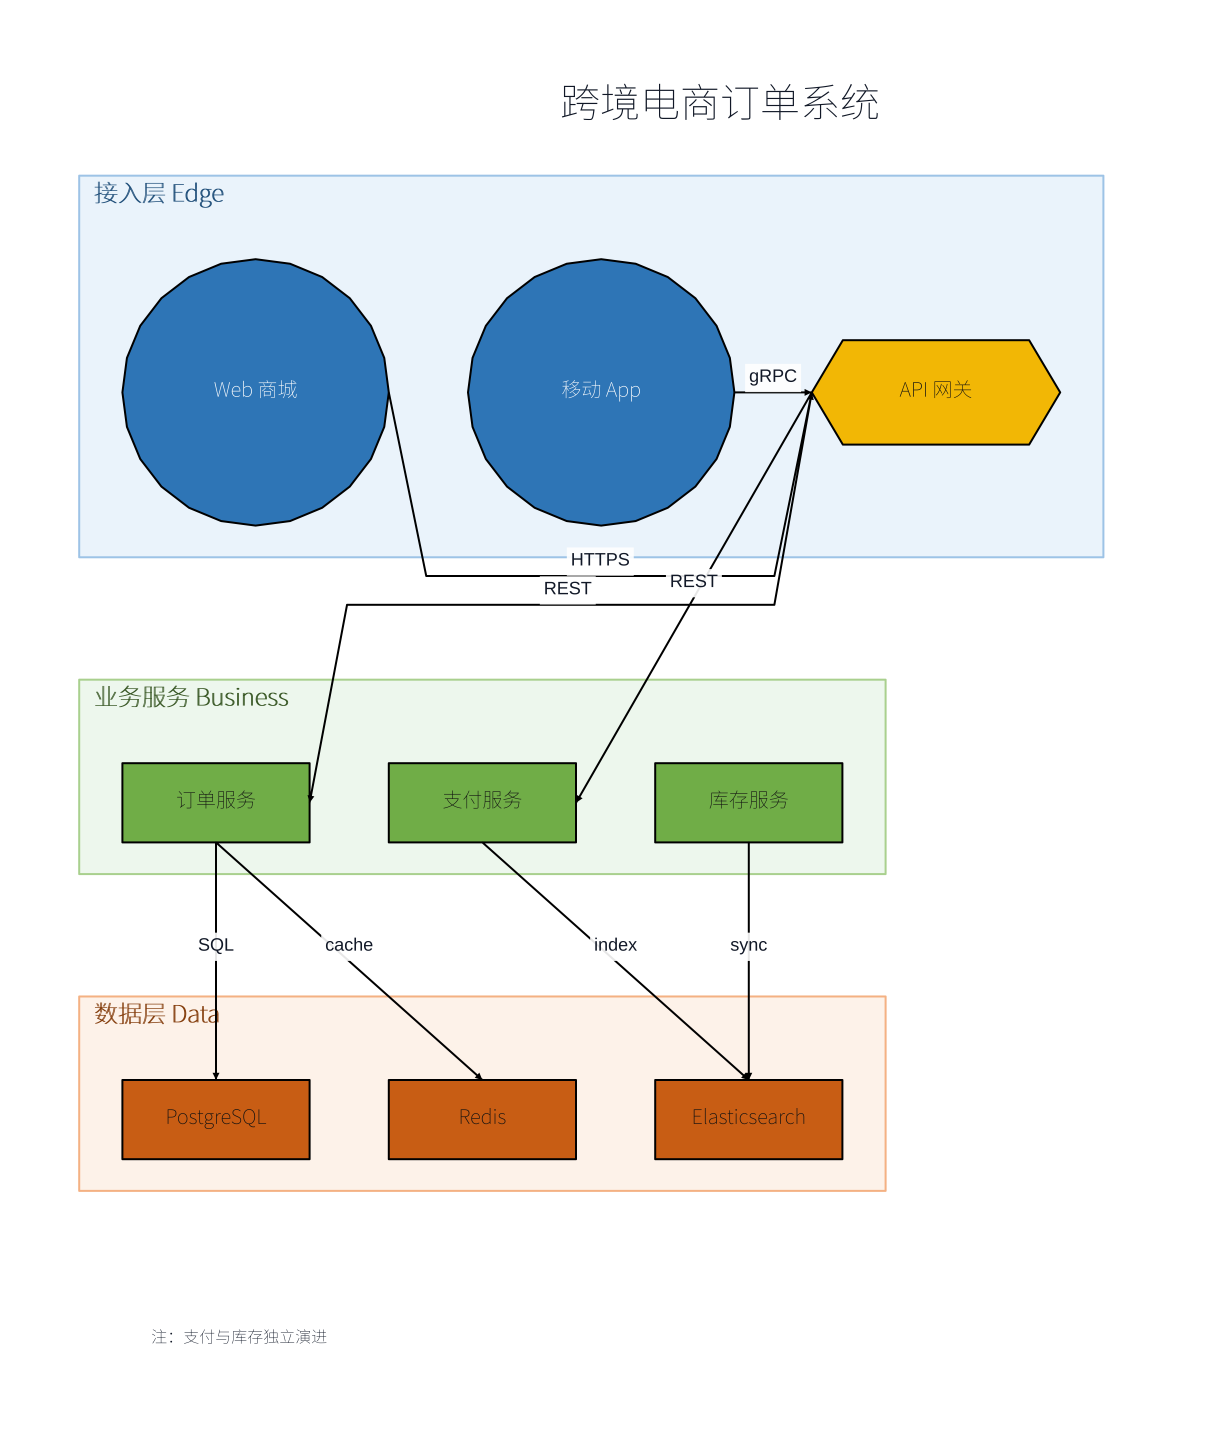 跨境电商订单系统
接入层 Edge
Web 商城
移动 App
gRPC
API 网关
HTTPS
REST
REST
业务服务 Business
订单服务
支付服务
库存服务
SQL
cache
index
sync
数据层 Data
PostgreSQL
Redis
Elasticsearch
注：支付与库存独立演进